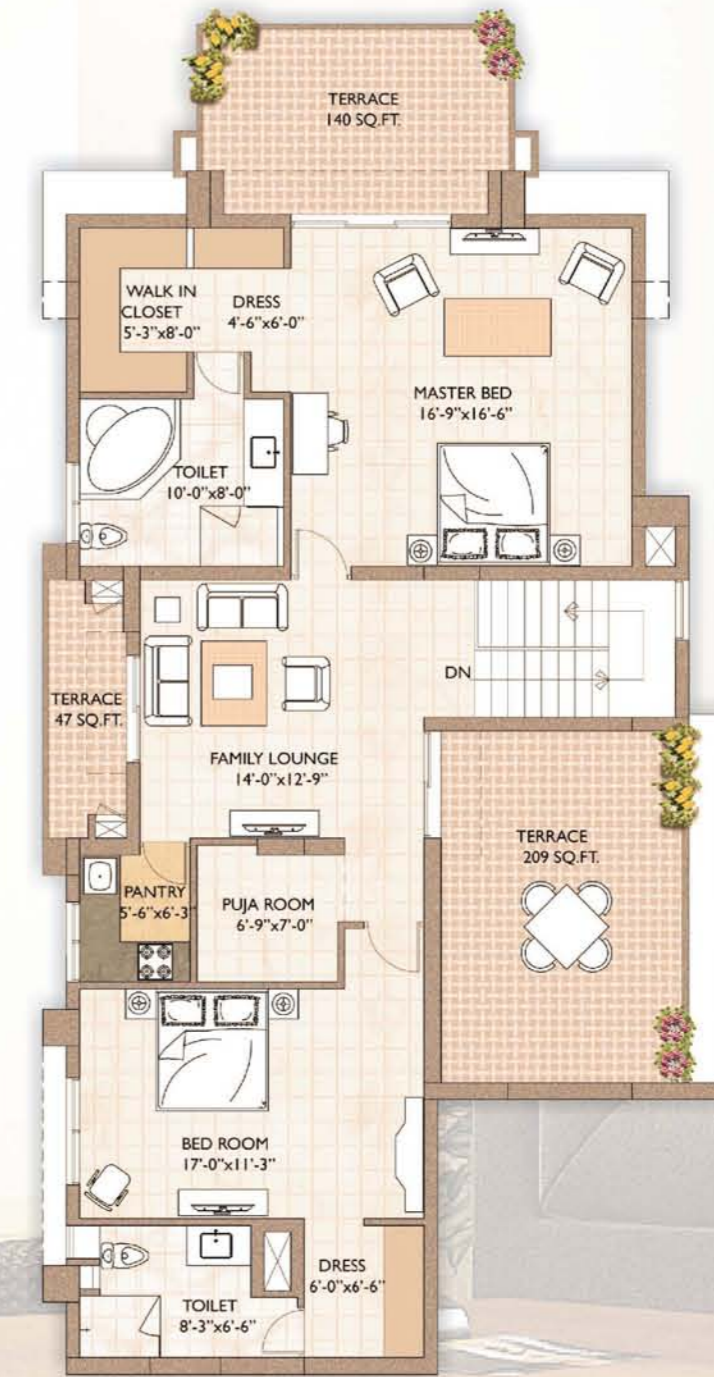 TERRACE
140 SQ.FT.
WALK IN
CLOSET
5'-3"x8'-0"
DRESS
4'-6"x6'-0"
MASTER BED
16'-9"x16'-6"
TOILET
10'-0"x8'-0"
TERRACE
47 SQ.FT.
DN
FAMILY LOUNGE
14'-0"x12'-9"
TERRACE
209 SQ.FT.
PANTRY
5'-6"x6'-3"
PUJA ROOM
6'-9"x7'-0"
BED ROOM
17'-0"x11'-3"
DRESS
6'-0"x6'-6"
TOILET
8'-3"x6'-6"